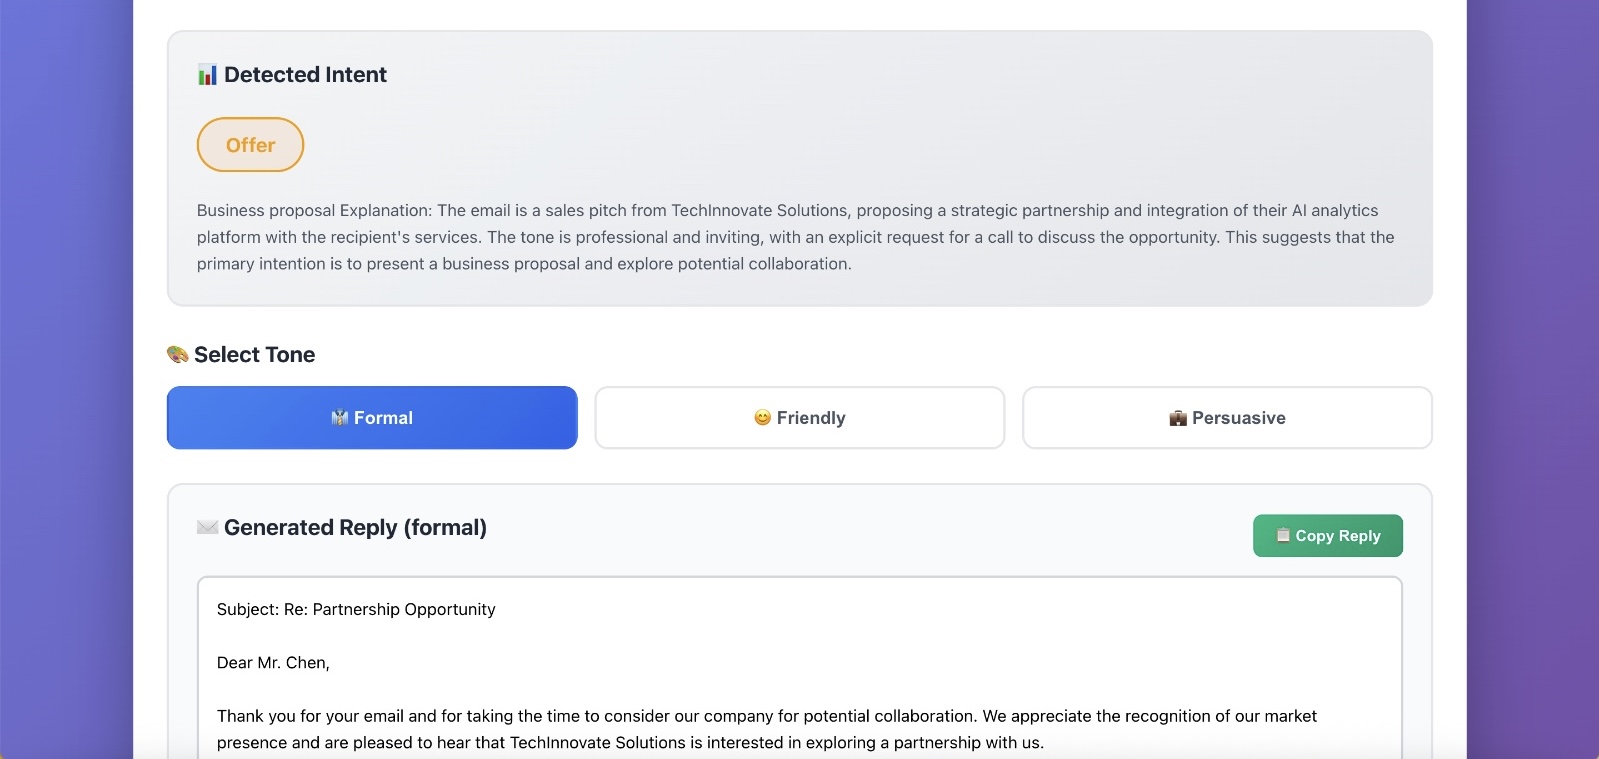 Detected Intent
Offer
Business proposal Explanation: The email is a sales pitch from TechInnovate Solutions, proposing a strategic partnership and integration of their AI analytics
platform with the recipient's services. The tone is professional and inviting, with an explicit request for a call to discuss the opportunity. This suggests that the
primary intention is to present a business proposal and explore potential collaboration.
Select Tone
Formal
Friendly
Persuasive
Generated Reply (formal)
Copy Reply
Subject: Re: Partnership Opportunity
Dear Mr. Chen,
Thank you for your email and for taking the time to consider our company for potential collaboration. We appreciate the recognition of our market
presence and are pleased to hear that TechInnovate Solutions is interested in exploring a partnership with us.